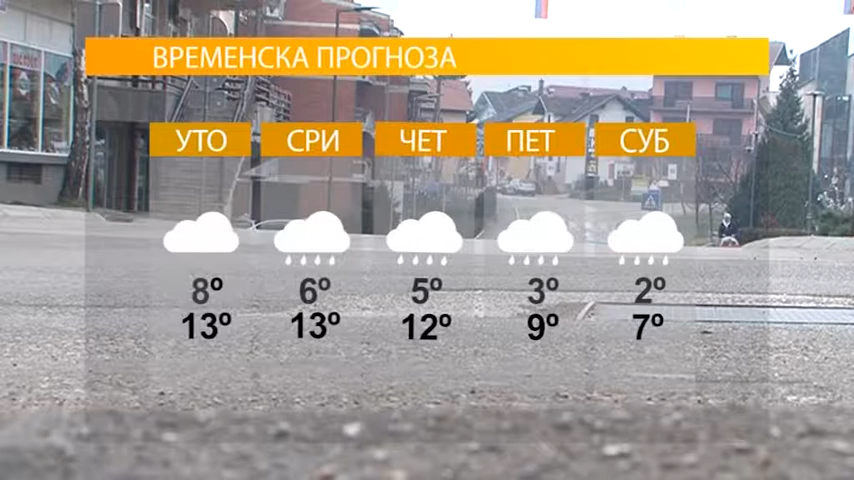 ВРЕМЕНСКА ПРОГНОЗА
УТО СРИ ЧЕТ ПЕТ СУБ
8º 6º 5º 3º 2º
13º 13º 12º 9º 7º